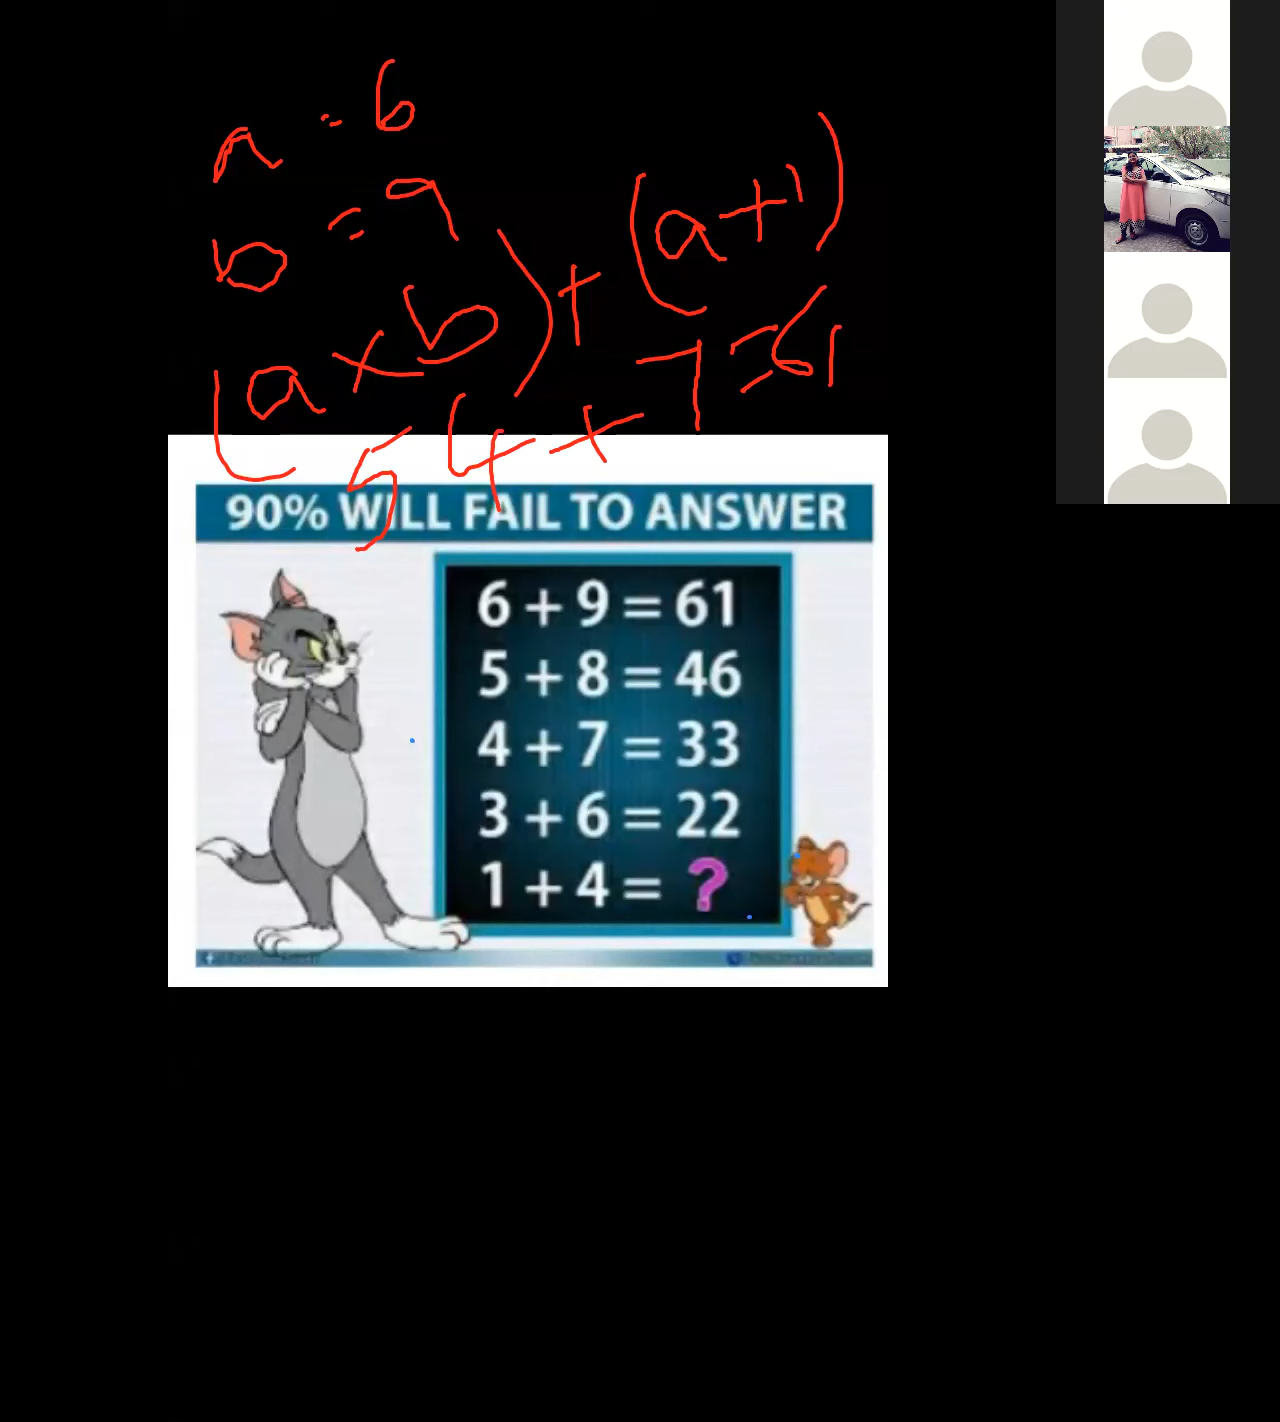 a = 6
b = 9
(a × b) + (a + 1)
54 + 7 = 61
90% WILL FAIL TO ANSWER
6 + 9 = 61
5 + 8 = 46
4 + 7 = 33
3 + 6 = 22
1 + 4 = ?